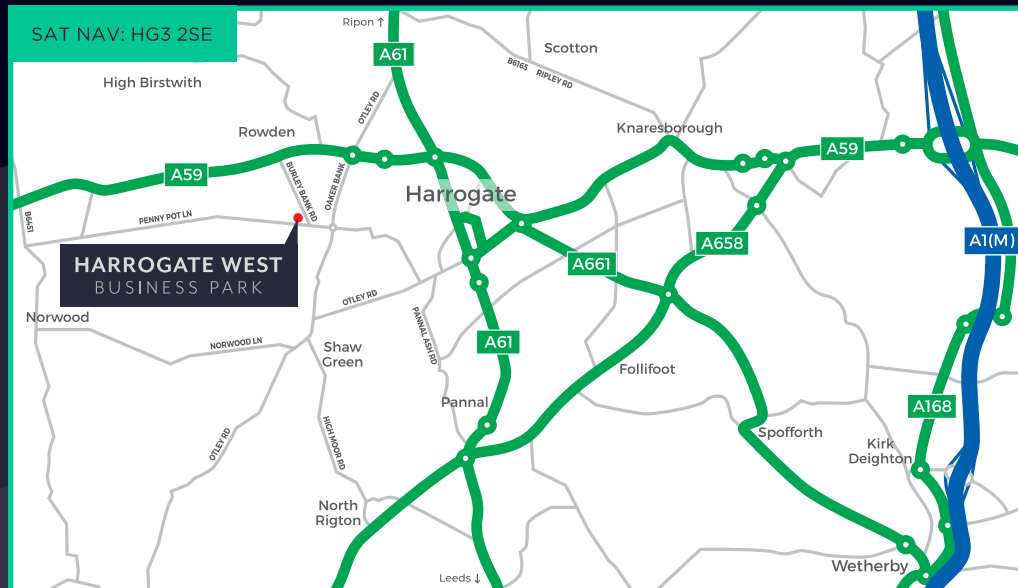 SAT NAV: HG3 2SE
Ripon ↑
A61
Scotton
B6165
RIPLEY RD
High Birstwith
OTLEY RD
Rowden
Knaresborough
A59
A59
BURLEY BANK RD
OAKER BANK
Harrogate
B6451
PENNY POT LN
A658
A1(M)
A661
HARROGATE WEST
BUSINESS PARK
OTLEY RD
Norwood
PANNAL ASH RD
NORWOOD LN
A61
Shaw
Green
Follifoot
Pannal
A168
Spofforth
Kirk
Deighton
OTLEY RD
HIGH MOOR RD
North
Rigton
Wetherby
Leeds ↓